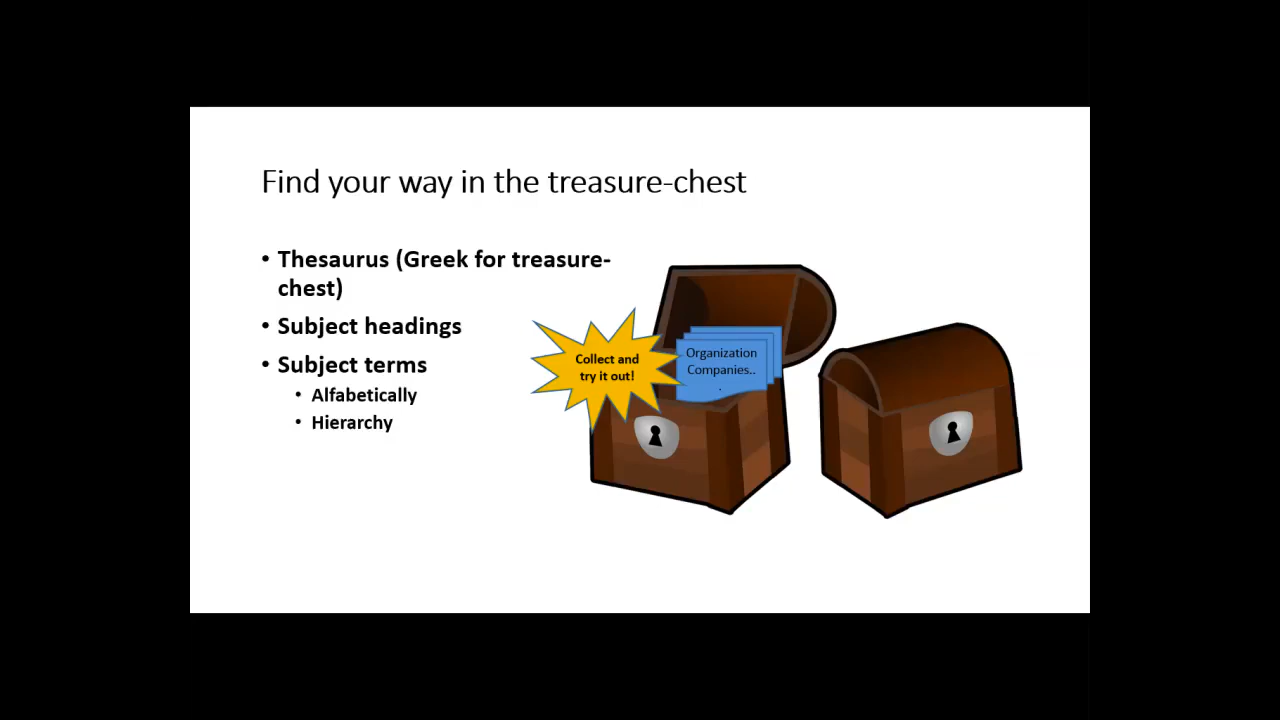 Find your way in the treasure-chest
• Thesaurus (Greek for treasure-
chest)
• Subject headings
• Subject terms
• Alfabetically
• Hierarchy
Collect and
try it out!
Organization
Companies..
.